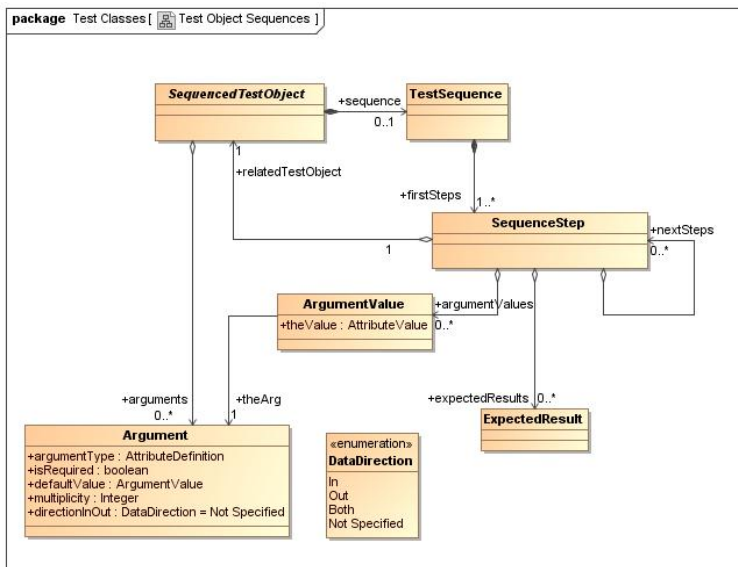 package Test Classes [ Test Object Sequences ]
SequencedTestObject
+sequence
0..1
TestSequence
1
+relatedTestObject
+firstSteps
1..*
SequenceStep
+nextSteps
0..*
1
ArgumentValue
+theValue : AttributeValue
+argumentValues
0..*
+arguments
0..*
+theArg
1
+expectedResults
0..*
ExpectedResult
Argument
+argumentType : AttributeDefinition
+isRequired : boolean
+defaultValue : ArgumentValue
+multiplicity : Integer
+directionInOut : DataDirection = Not Specified
«enumeration»
DataDirection
In
Out
Both
Not Specified